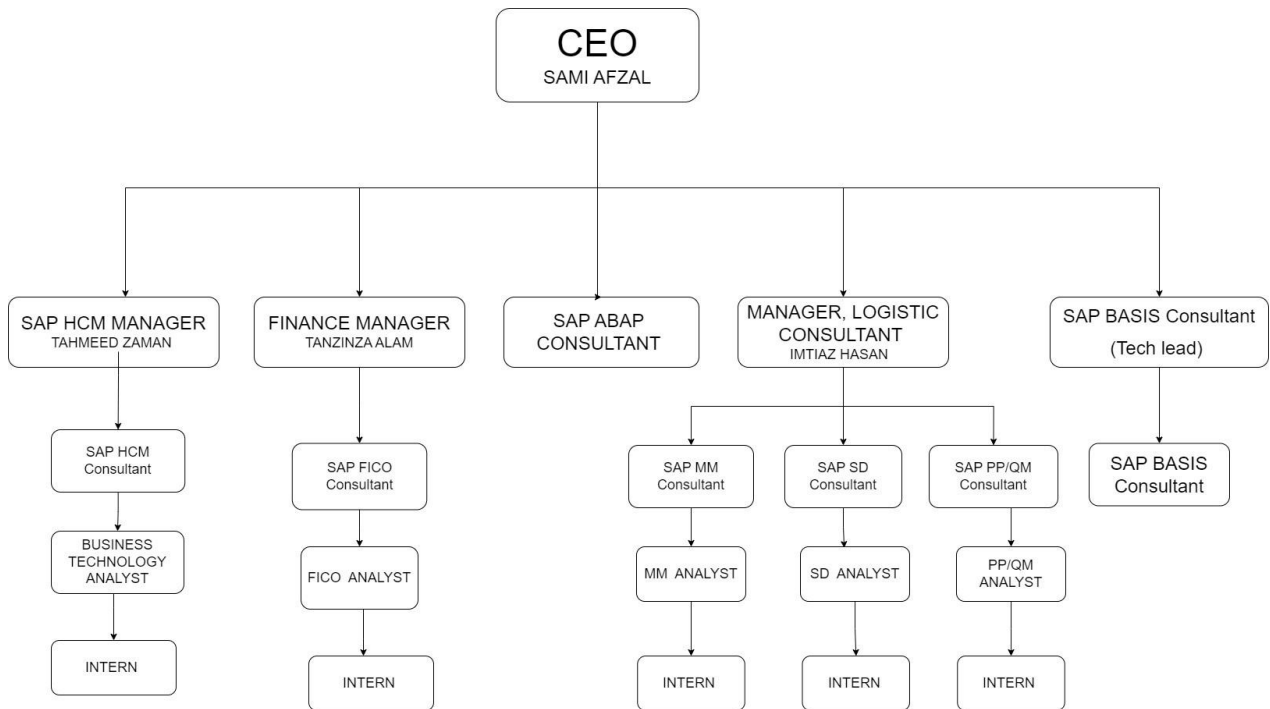 CEO
SAMI AFZAL
SAP HCM MANAGER
TAHMEED ZAMAN
FINANCE MANAGER
TANZINZA ALAM
SAP ABAP
CONSULTANT
MANAGER, LOGISTIC
CONSULTANT
IMTIAZ HASAN
SAP BASIS Consultant
(Tech lead)
SAP HCM
Consultant
SAP FICO
Consultant
SAP MM
Consultant
SAP SD
Consultant
SAP PP/QM
Consultant
SAP BASIS
Consultant
BUSINESS
TECHNOLOGY
ANALYST
FICO ANALYST
MM ANALYST
SD ANALYST
PP/QM
ANALYST
INTERN
INTERN
INTERN
INTERN
INTERN